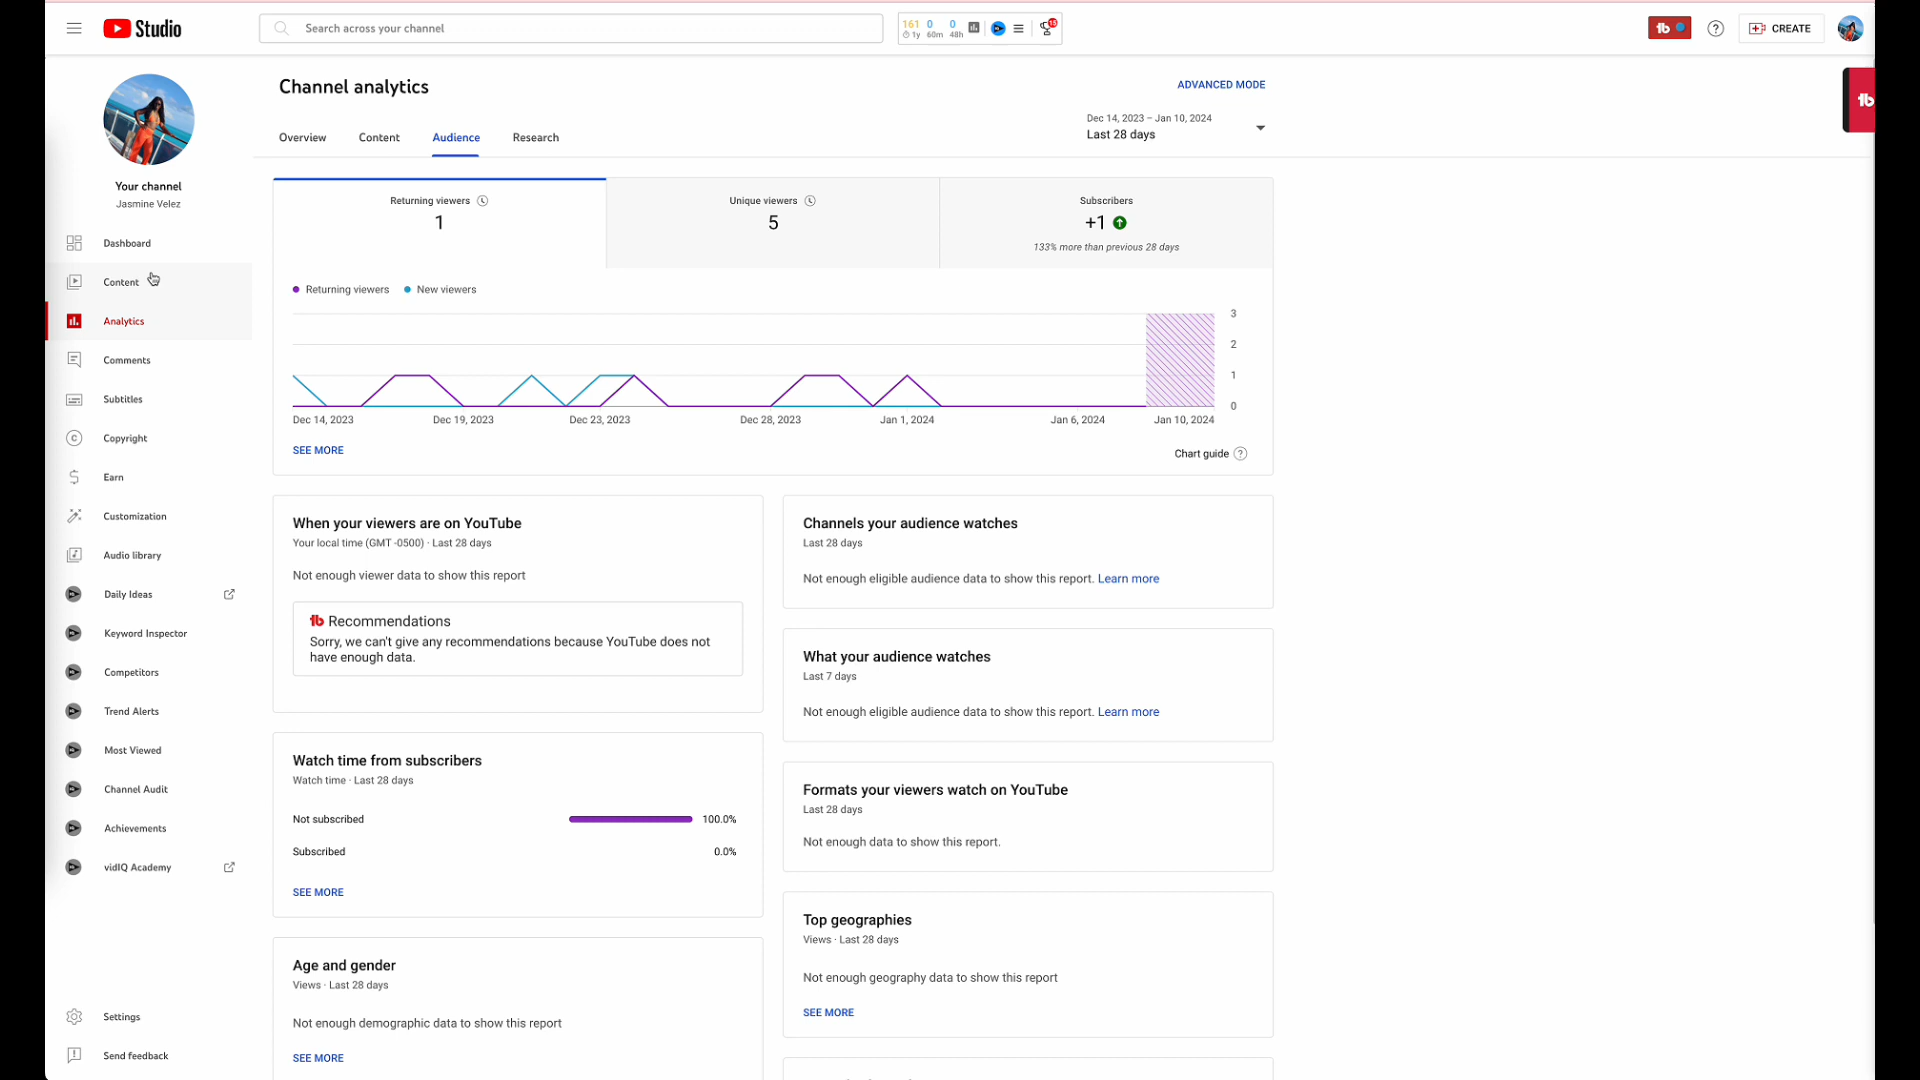 Studio
Search across your channel
161 0 0
1y 60m 48h
13
tb
CREATE
Channel analytics
ADVANCED MODE
Dec 14, 2023 – Jan 10, 2024
Last 28 days
tb
Overview
Content
Audience
Research
Your channel
Jasmine Velez
Dashboard
Content
Analytics
Comments
Subtitles
Copyright
Earn
Customization
Audio library
Daily Ideas
Keyword Inspector
Competitors
Trend Alerts
Most Viewed
Channel Audit
Achievements
vidIQ Academy
Settings
Send feedback
Returning viewers
1
Unique viewers
5
Subscribers
+1
133% more than previous 28 days
Returning viewers
New viewers
3
2
1
0
Dec 14, 2023
Dec 19, 2023
Dec 23, 2023
Dec 28, 2023
Jan 1, 2024
Jan 6, 2024
Jan 10, 2024
SEE MORE
Chart guide
When your viewers are on YouTube
Your local time (GMT -0500) · Last 28 days
Not enough viewer data to show this report
tb Recommendations
Sorry, we can't give any recommendations because YouTube does not
have enough data.
Watch time from subscribers
Watch time · Last 28 days
Not subscribed
100.0%
Subscribed
0.0%
SEE MORE
Age and gender
Views · Last 28 days
Not enough demographic data to show this report
SEE MORE
Channels your audience watches
Last 28 days
Not enough eligible audience data to show this report. Learn more
What your audience watches
Last 7 days
Not enough eligible audience data to show this report. Learn more
Formats your viewers watch on YouTube
Last 28 days
Not enough data to show this report.
Top geographies
Views · Last 28 days
Not enough geography data to show this report
SEE MORE